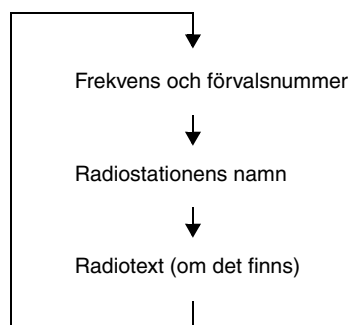 Frekvens och förvalsnummer
Radiostationens namn
Radiotext (om det finns)